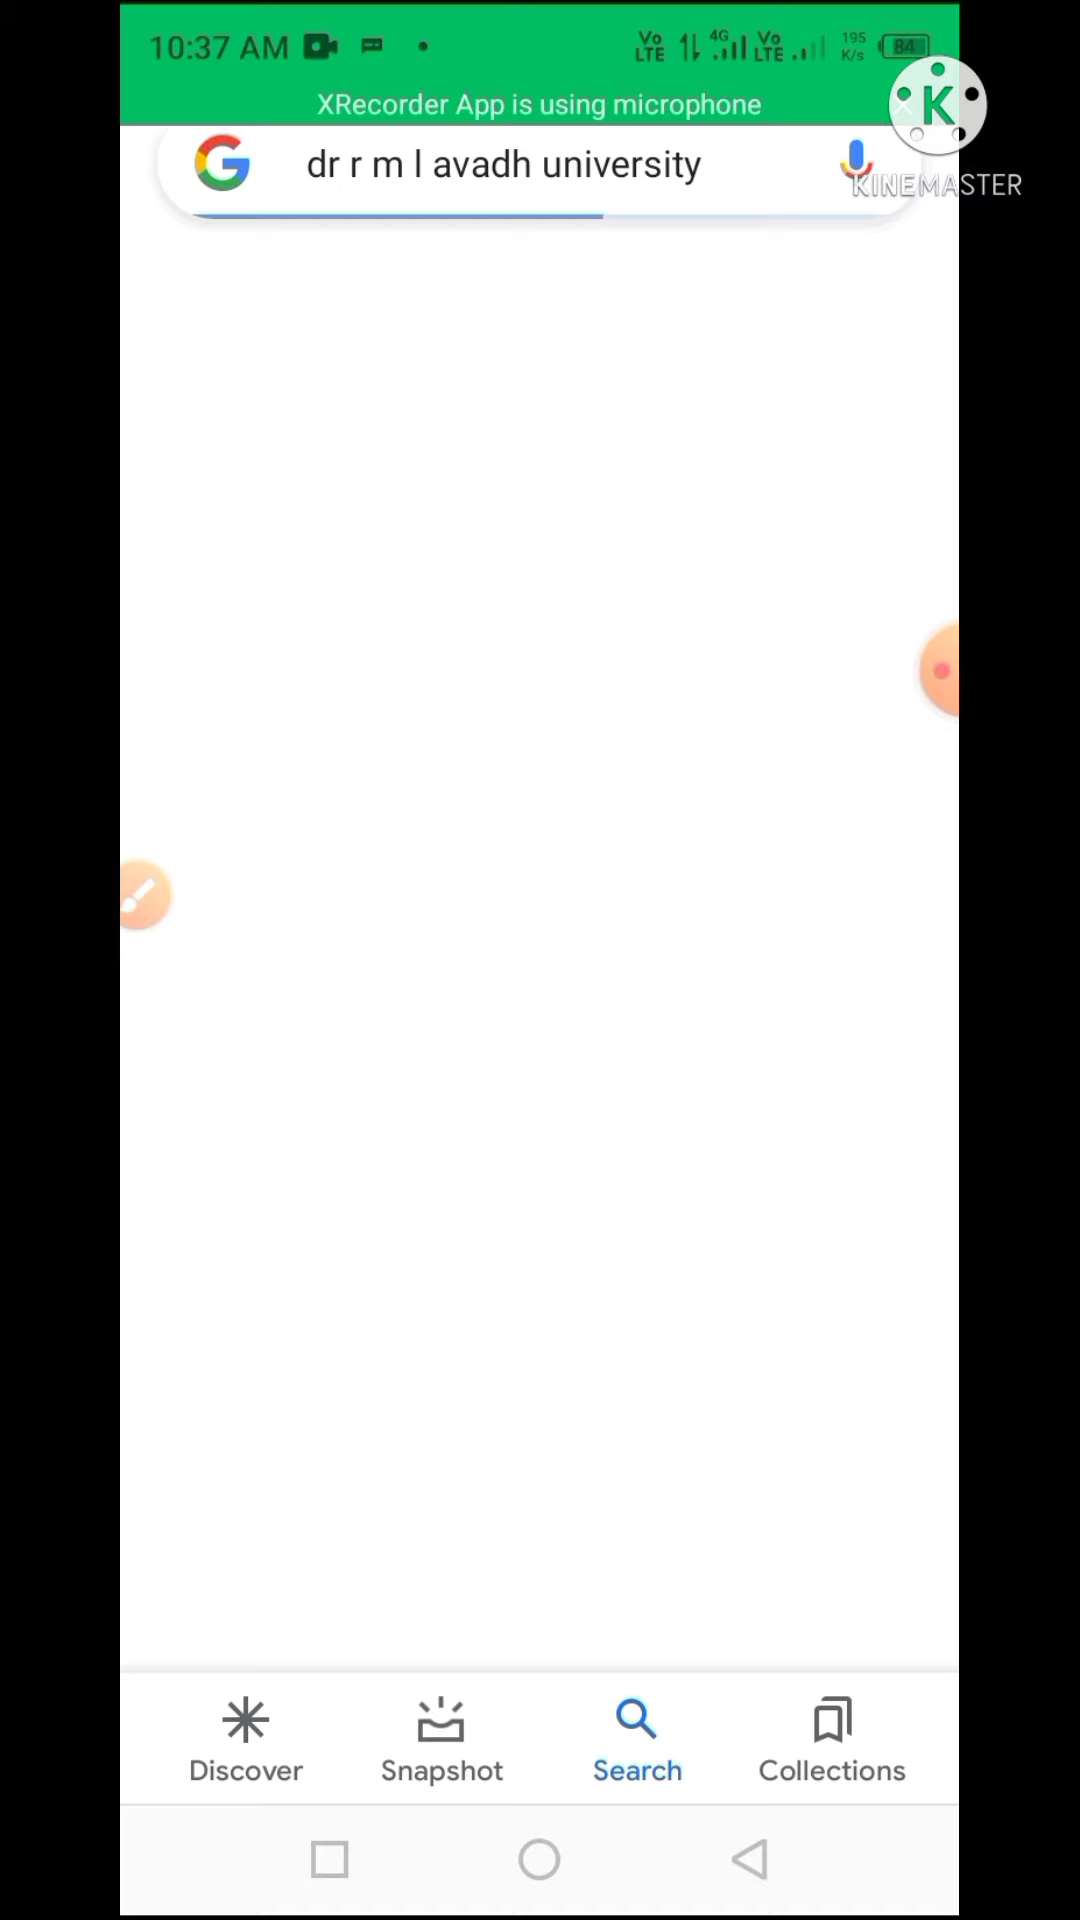 10:37 AM
Vo LTE 4G Vo LTE 195 K/s 84
XRecorder App is using microphone
K
KINEMASTER
dr r m l avadh university
Discover
Snapshot
Search
Collections